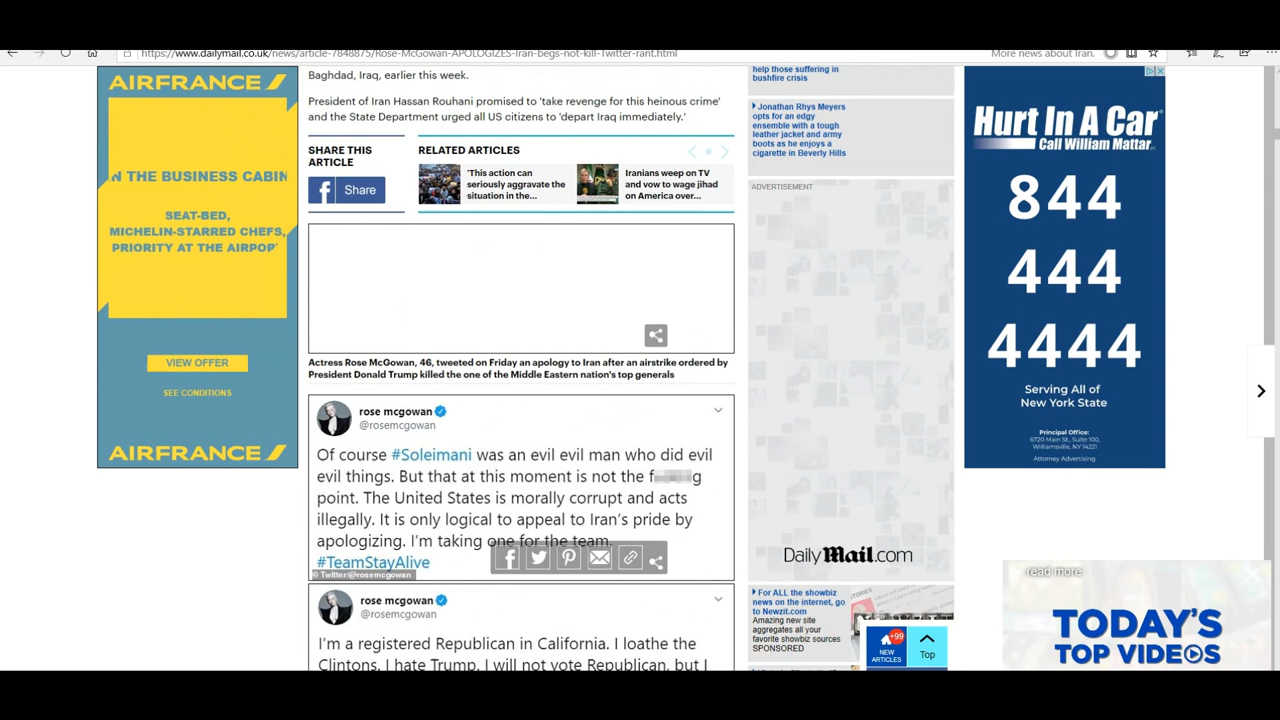 https://www.dailymail.co.uk/news/article-7848875/Rose-McGowan-APOLOGIZES-Iran-begs-not-kill-Twitter-rant.html
More news about Iran.
AIRFRANCE
N THE BUSINESS CABIN
SEAT-BED,
MICHELIN-STARRED CHEFS,
PRIORITY AT THE AIRPOR
VIEW OFFER
SEE CONDITIONS
AIRFRANCE
Baghdad, Iraq, earlier this week.
President of Iran Hassan Rouhani promised to 'take revenge for this heinous crime'
and the State Department urged all US citizens to 'depart Iraq immediately.'
SHARE THIS
ARTICLE
Share
RELATED ARTICLES
'This action can
seriously aggravate the
situation in the...
Iranians weep on TV
and vow to wage jihad
on America over...
Actress Rose McGowan, 46, tweeted on Friday an apology to Iran after an airstrike ordered by
President Donald Trump killed the one of the Middle Eastern nation's top generals
rose mcgowan
@rosemcgowan
Of course #Soleimani was an evil evil man who did evil
evil things. But that at this moment is not the f g
point. The United States is morally corrupt and acts
illegally. It is only logical to appeal to Iran's pride by
apologizing. I'm taking one for the team.
#TeamStayAlive
© Twitter/@rosemcgowan
rose mcgowan
@rosemcgowan
I'm a registered Republican in California. I loathe the
Clintons. I hate Trump. I will not vote Republican, but I
help those suffering in
bushfire crisis
Jonathan Rhys Meyers
opts for an edgy
ensemble with a tough
leather jacket and army
boots as he enjoys a
cigarette in Beverly Hills
ADVERTISEMENT
DailyMail.com
For ALL the showbiz
news on the internet, go
to Newzit.com
Amazing new site
aggregates all your
favorite showbiz sources
SPONSORED
+99
NEW
ARTICLES
Top
Hurt In A Car
Call William Mattar
844
444
4444
Serving All of
New York State
Principal Office:
6720 Main St., Suite 100,
Williamsville, NY 14221
Attorney Advertising
read more
TODAY'S
TOP VIDEOS